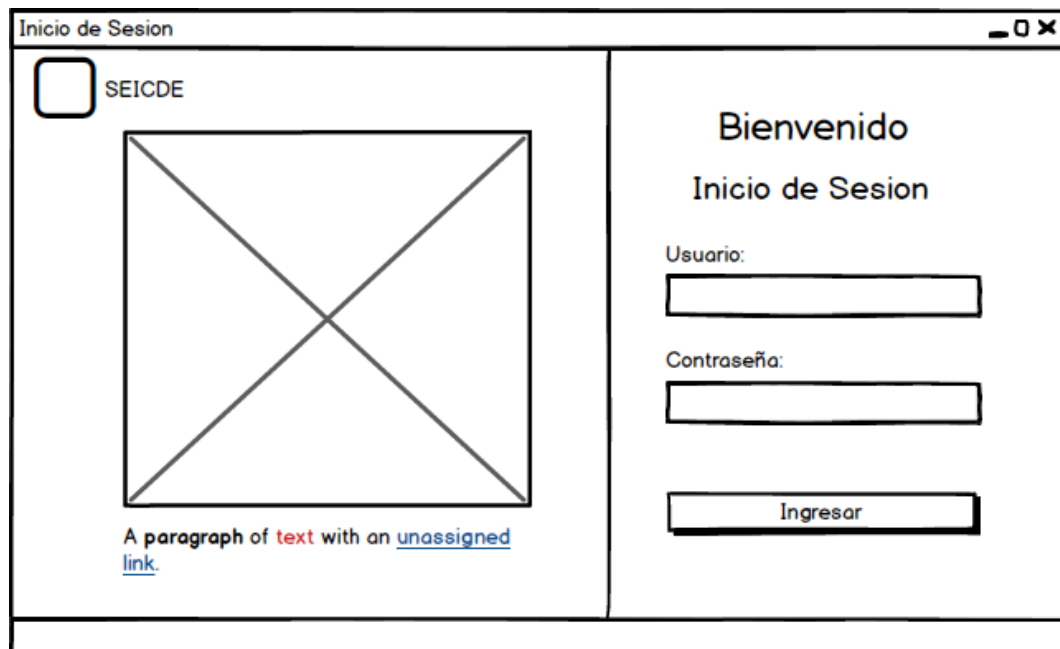 Inicio de Sesion
SEICDE
A paragraph of text with an unassigned
link.
Bienvenido
Inicio de Sesion
Usuario:
Contraseña:
Ingresar